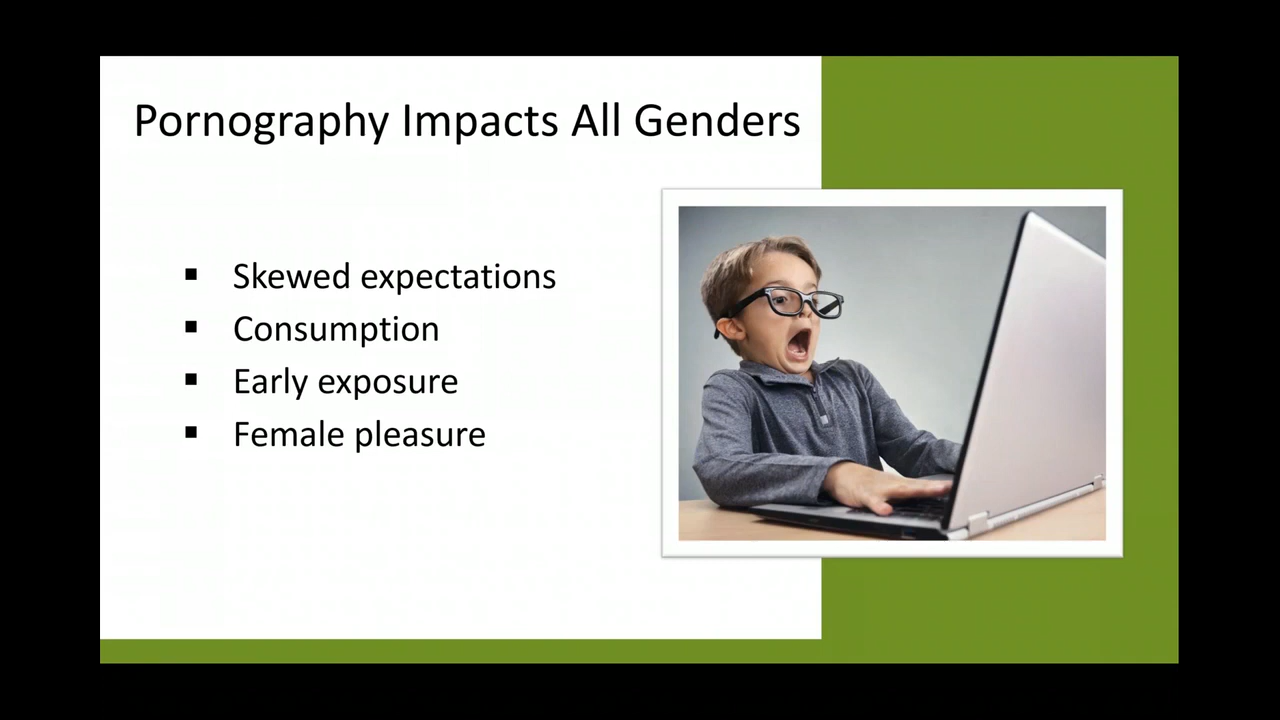 Pornography Impacts All Genders
▪ Skewed expectations
▪ Consumption
▪ Early exposure
▪ Female pleasure